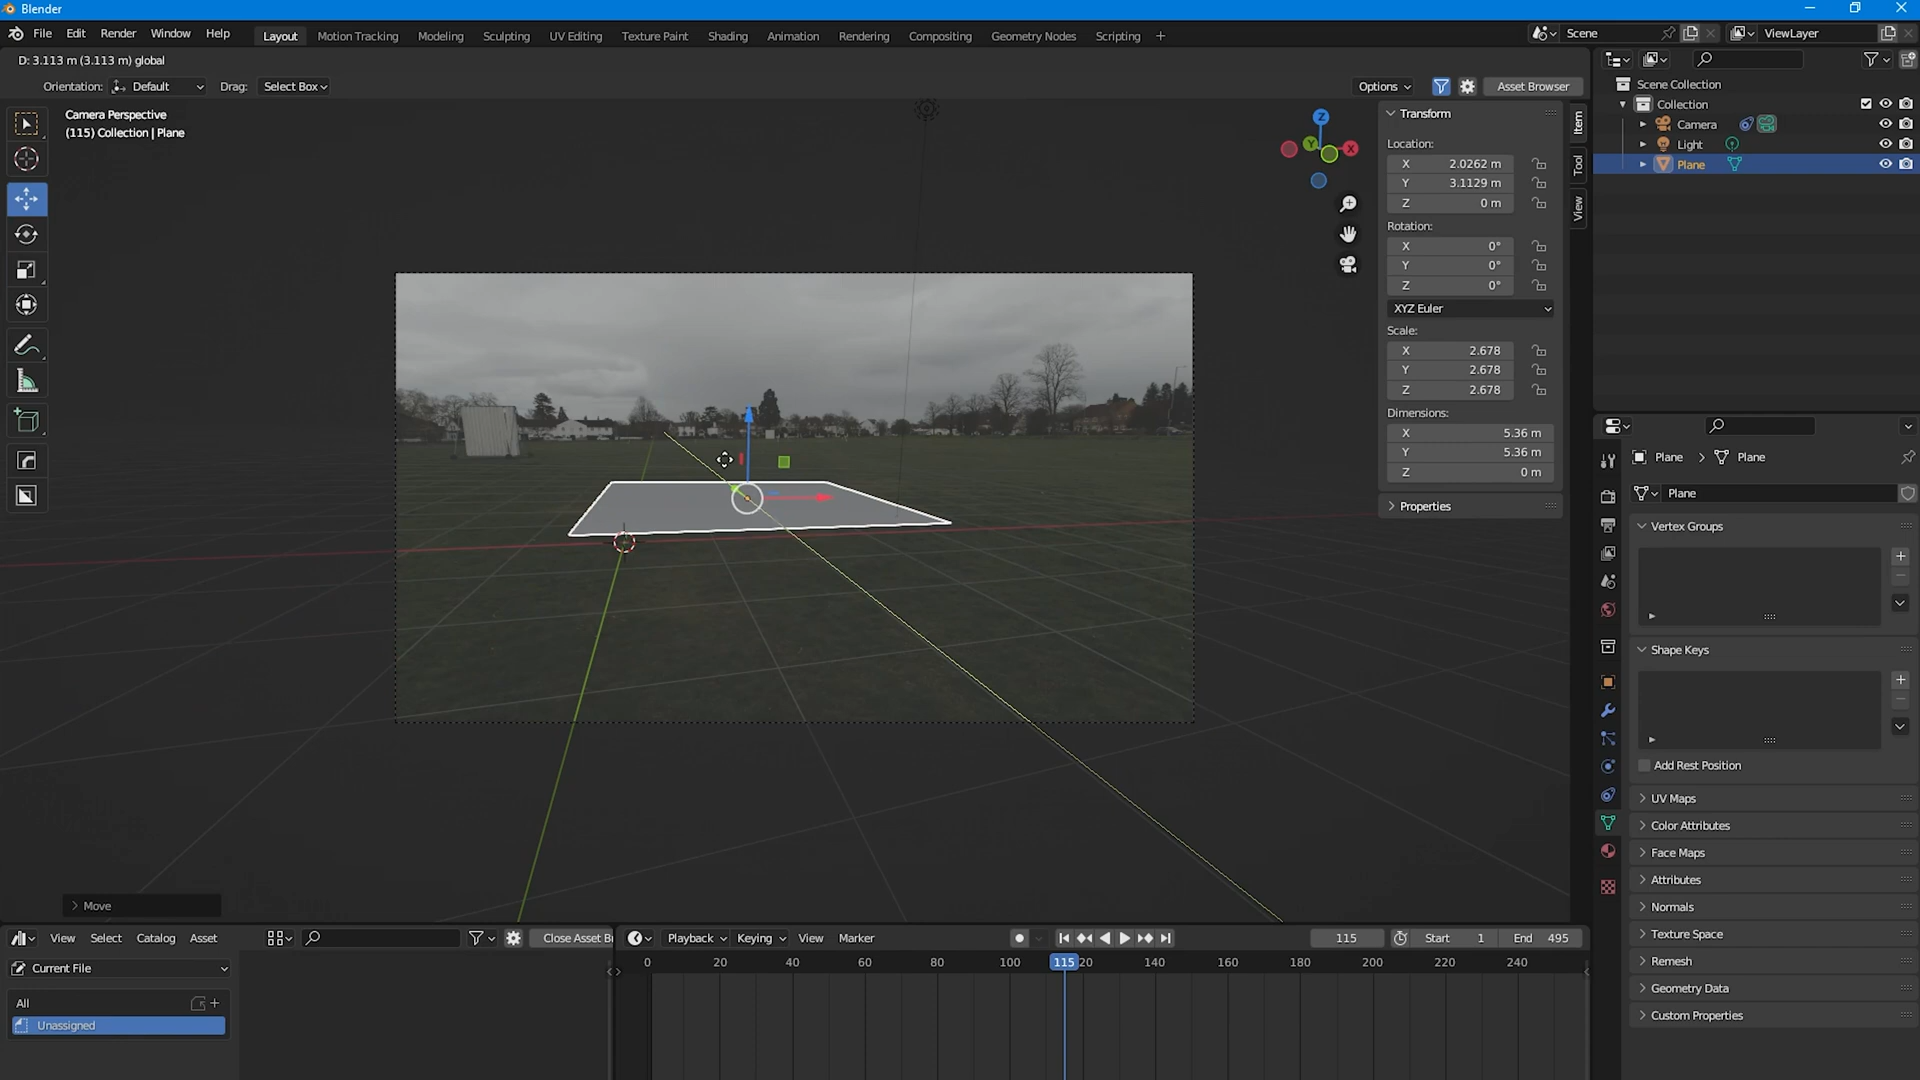 Blender
File Edit Render Window Help
Layout Motion Tracking Modeling Sculpting UV Editing Texture Paint Shading Animation Rendering Compositing Geometry Nodes Scripting +
Scene
ViewLayer
D: 3.113 m (3.113 m) global
Orientation: Default Drag: Select Box
Options
Asset Browser
Camera Perspective
(115) Collection | Plane
Z
Y
X
Transform
Location:
X 2.0262 m
Y 3.1129 m
Z 0 m
Rotation:
X 0°
Y 0°
Z 0°
XYZ Euler
Scale:
X 2.678
Y 2.678
Z 2.678
Dimensions:
X 5.36 m
Y 5.36 m
Z 0 m
Properties
Item
Tool
View
Scene Collection
Collection
Camera
Light
Plane
Plane > Plane
Plane
Vertex Groups
Shape Keys
Add Rest Position
UV Maps
Color Attributes
Face Maps
Attributes
Normals
Texture Space
Remesh
Geometry Data
Custom Properties
Move
View Select Catalog Asset
Close Asset Br
Current File
All
Unassigned
Playback Keying View Marker
115 Start 1 End 495
0 20 40 60 80 100 115 20 140 160 180 200 220 240